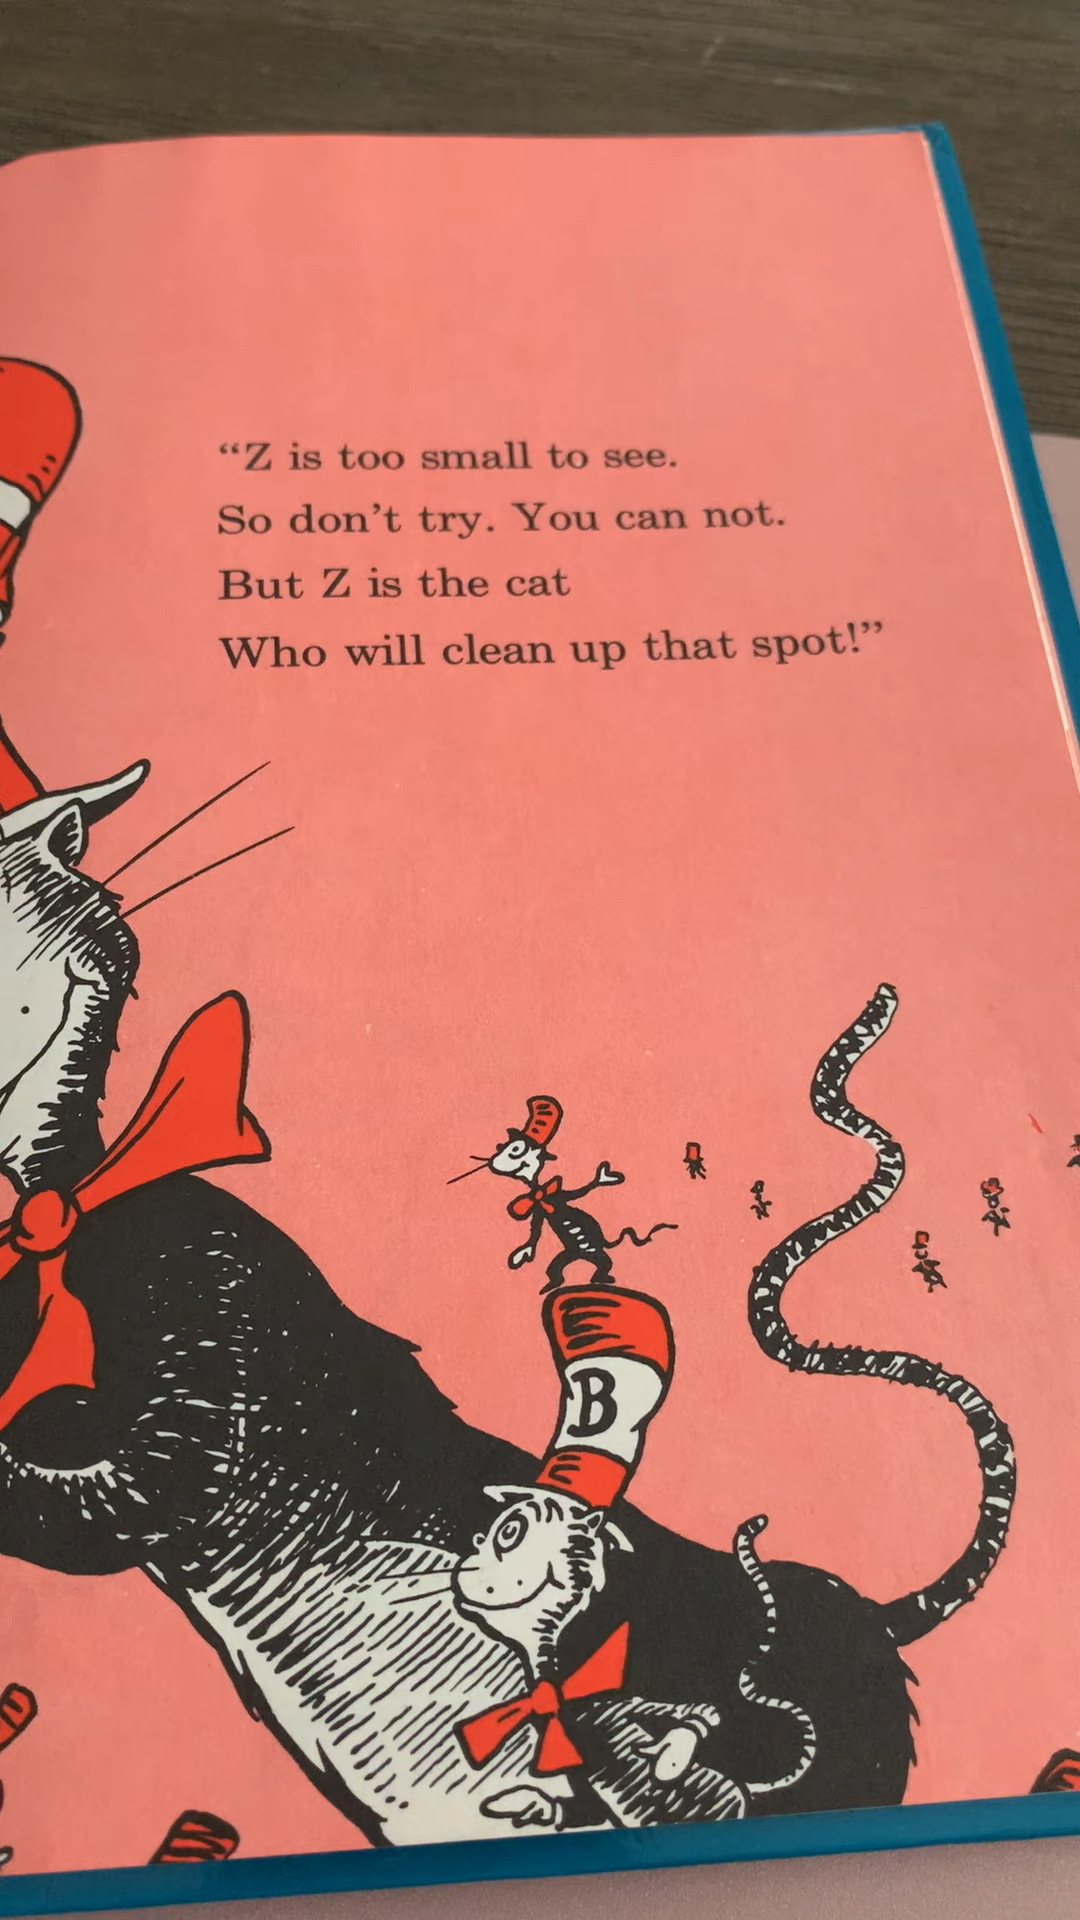 “Z is too small to see.
So don’t try. You can not.
But Z is the cat
Who will clean up that spot!”
B